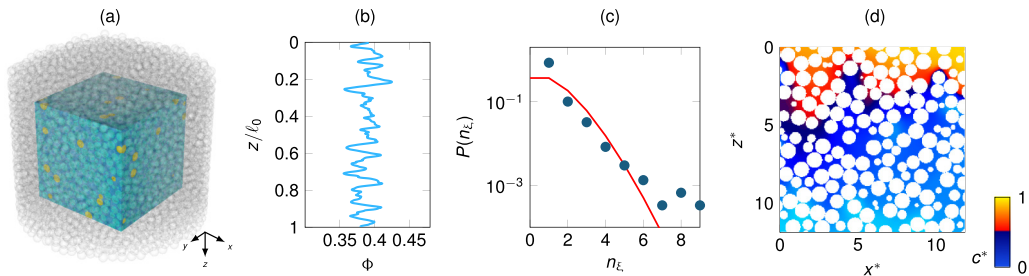 (a)
y
x
z
(b)
z/ℓ₀
0
0.2
0.4
0.6
0.8
1
0.35
0.40
0.45
Φ
(c)
P(nξ)
10⁻¹
10⁻³
0
2
4
6
8
nξ
(d)
z*
0
5
10
0
5
10
x*
c*
1
0